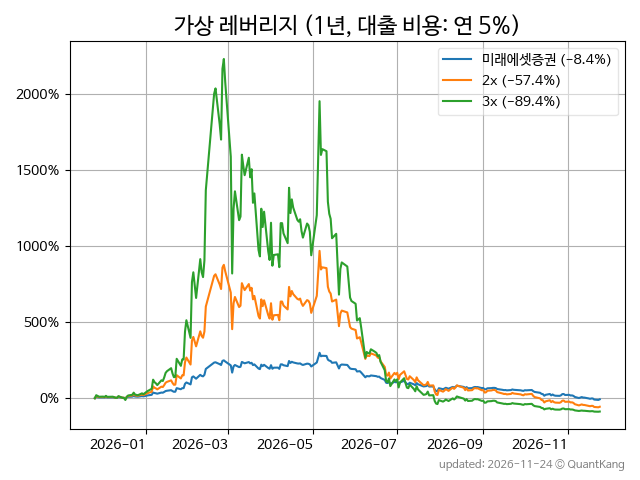 가상 레버리지 (1년, 대출 비용: 연 5%)
미래에셋증권 (-8.4%)
2x (-57.4%)
3x (-89.4%)
2000%
1500%
1000%
500%
0%
2026-01
2026-03
2026-05
2026-07
2026-09
2026-11
updated: 2026-11-24 © QuantKang